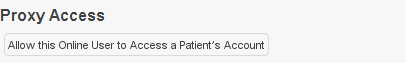 Proxy Access
Allow this Online User to Access a Patient's Account